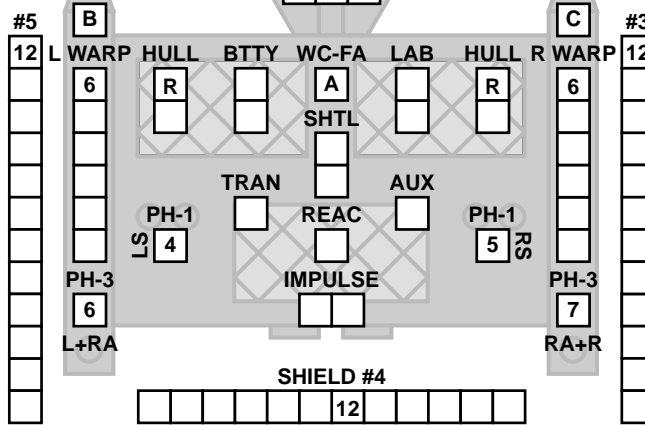 #5 B C #3
12 L WARP HULL BTTY WC-FA LAB HULL R WARP 12
6 R A R 6
SHTL
TRAN AUX
PH-1 REAC PH-1
LS 4 5 RS
PH-3 IMPULSE PH-3
6 7
L+RA RA+R
SHIELD #4
12